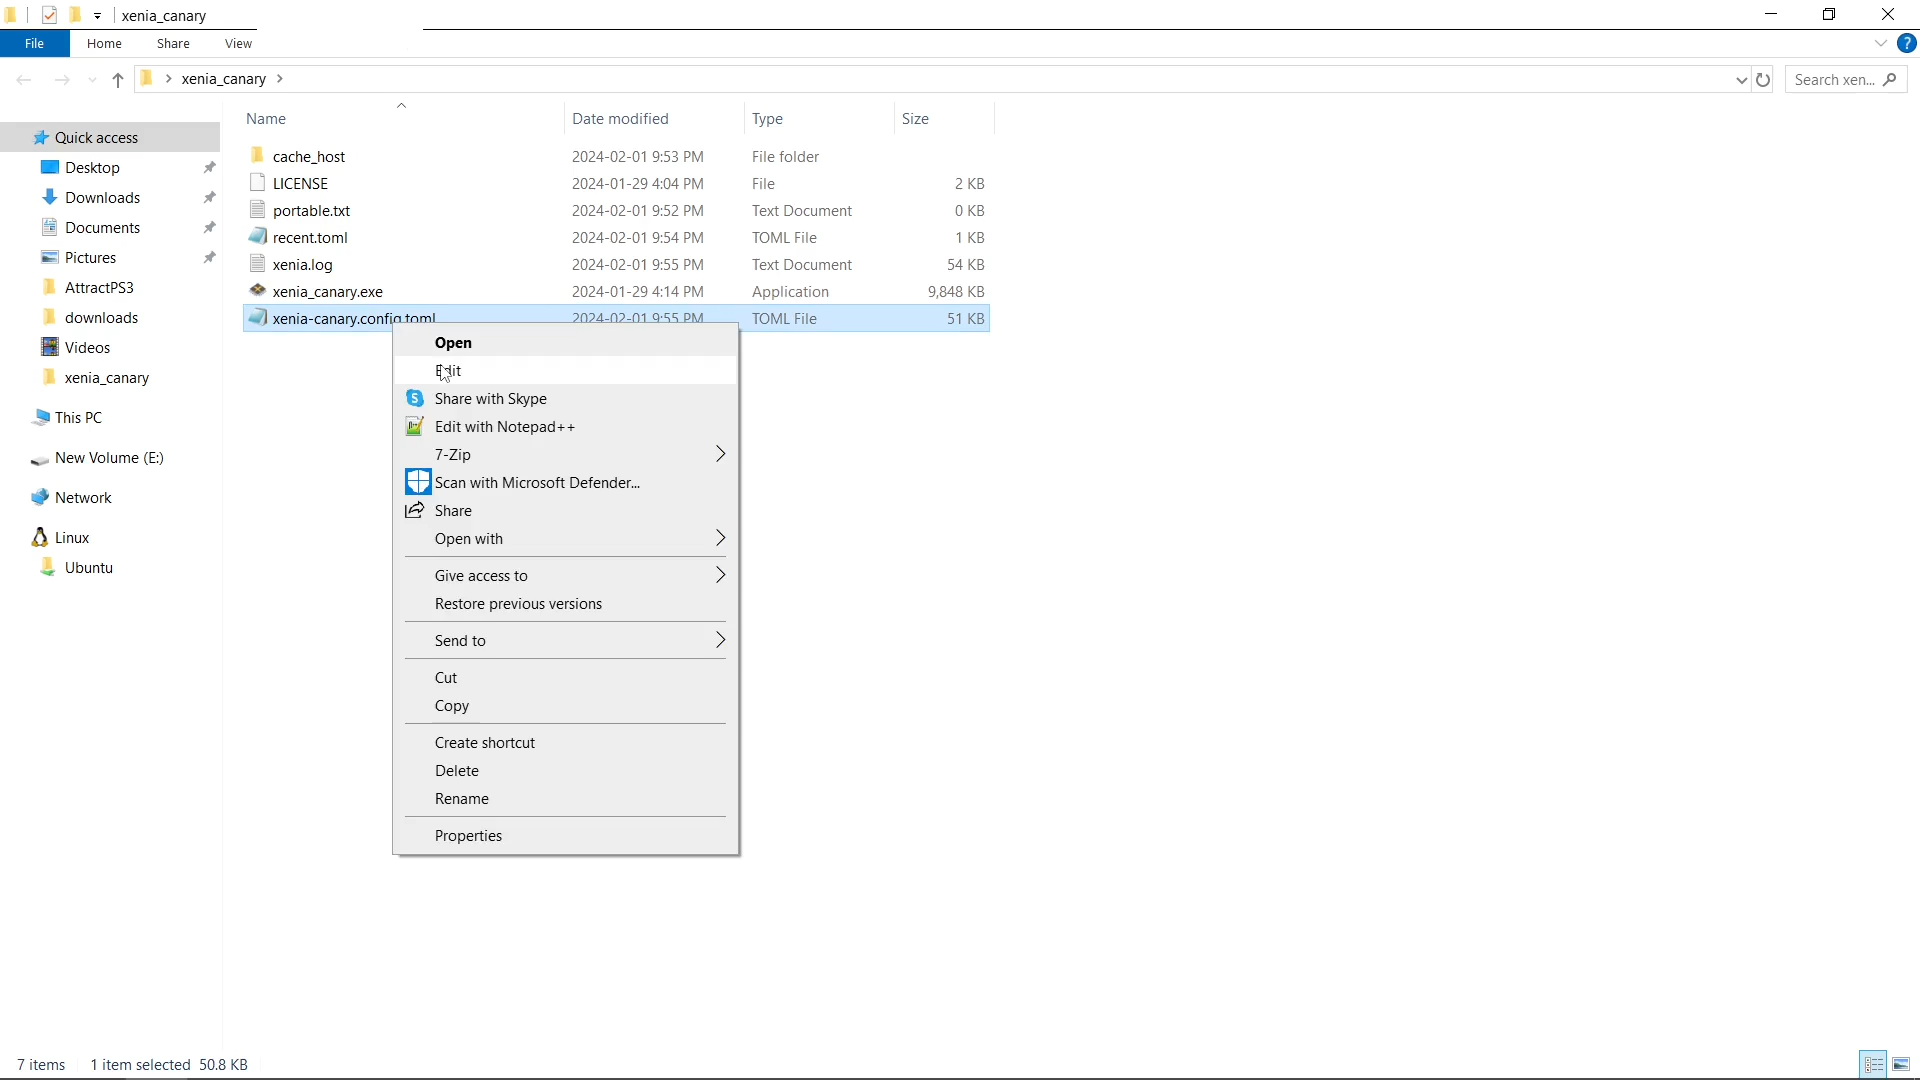 xenia_canary
File Home Share View
xenia_canary
Search xen...
Name Date modified Type Size
Quick access
Desktop
Downloads
Documents
Pictures
AttractPS3
downloads
Videos
xenia_canary
This PC
New Volume (E:)
Network
Linux
Ubuntu
cache_host 2024-02-01 9:53 PM File folder
LICENSE 2024-01-29 4:04 PM File 2 KB
portable.txt 2024-02-01 9:52 PM Text Document 0 KB
recent.toml 2024-02-01 9:54 PM TOML File 1 KB
xenia.log 2024-02-01 9:55 PM Text Document 54 KB
xenia_canary.exe 2024-01-29 4:14 PM Application 9,848 KB
xenia-canary.config.toml 2024-02-01 9:55 PM TOML File 51 KB
Open
Edit
Share with Skype
Edit with Notepad++
7-Zip
Scan with Microsoft Defender...
Share
Open with
Give access to
Restore previous versions
Send to
Cut
Copy
Create shortcut
Delete
Rename
Properties
7 items 1 item selected 50.8 KB